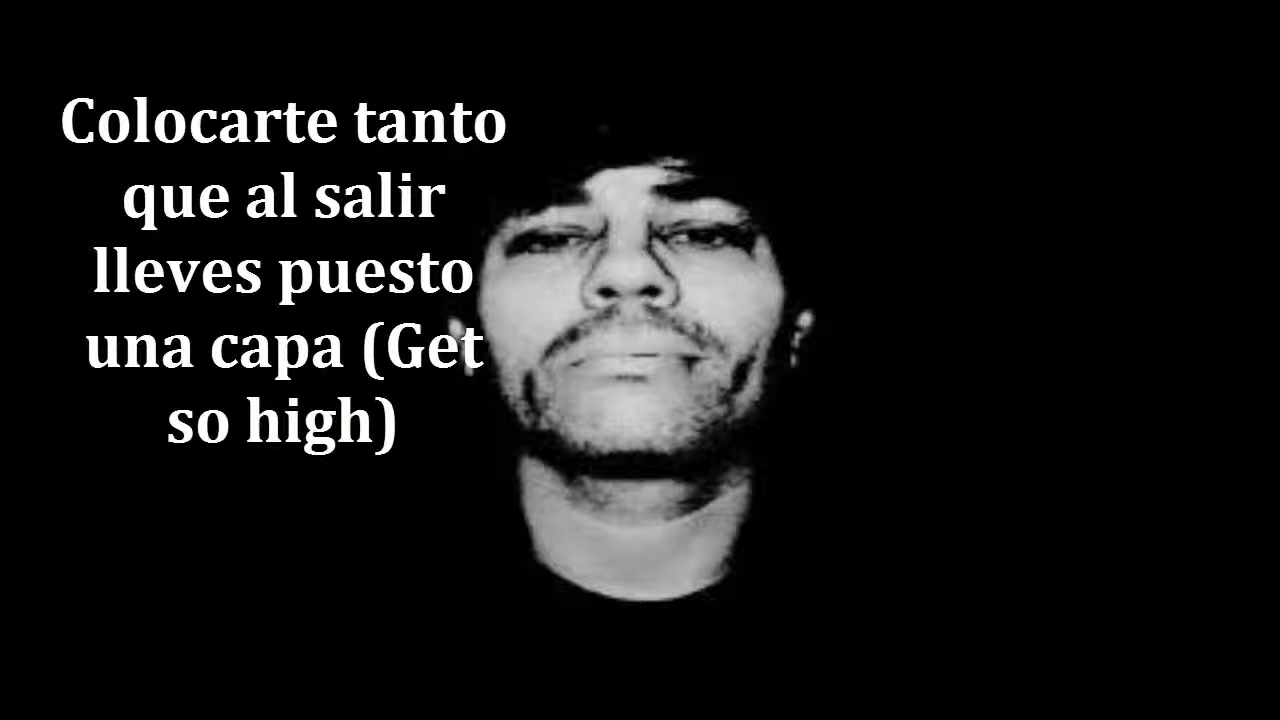 Colocarte tanto
que al salir
lleves puesto
una capa (Get
so high)